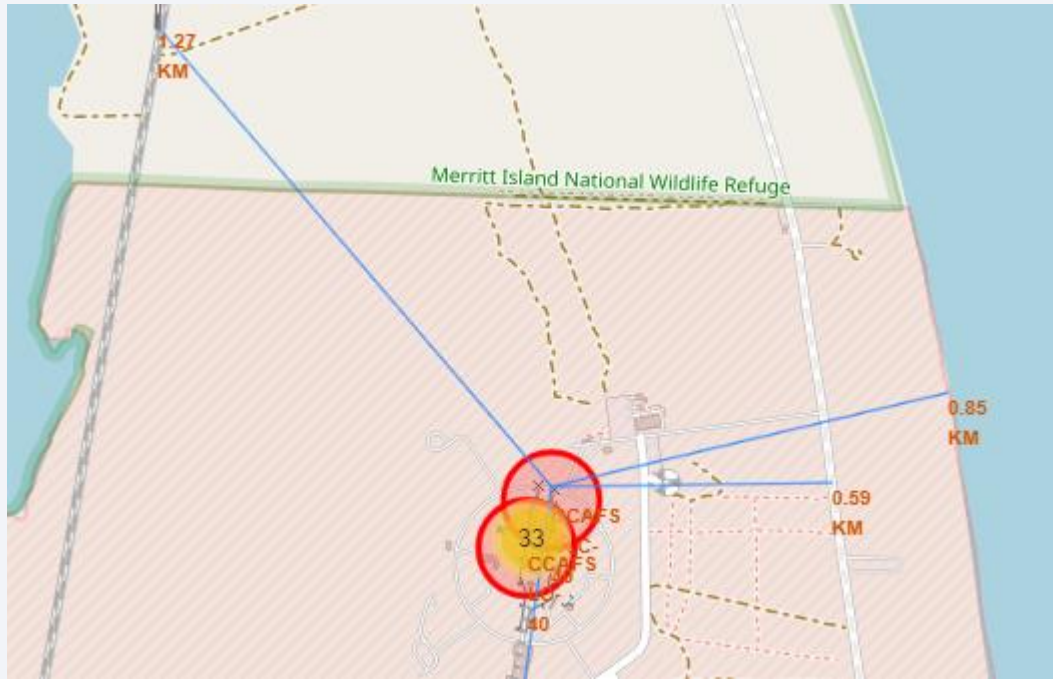 1.27
KM
Merritt Island National Wildlife Refuge
0.85
KM
0.59
KM
CCAFS
33
CCAFS
40